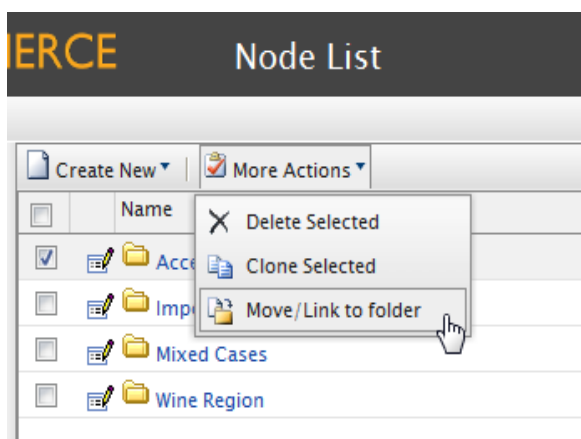 MERCE
Node List
Create New
More Actions
Name
Delete Selected
Acce
Clone Selected
Impo
Move/Link to folder
Mixed Cases
Wine Region